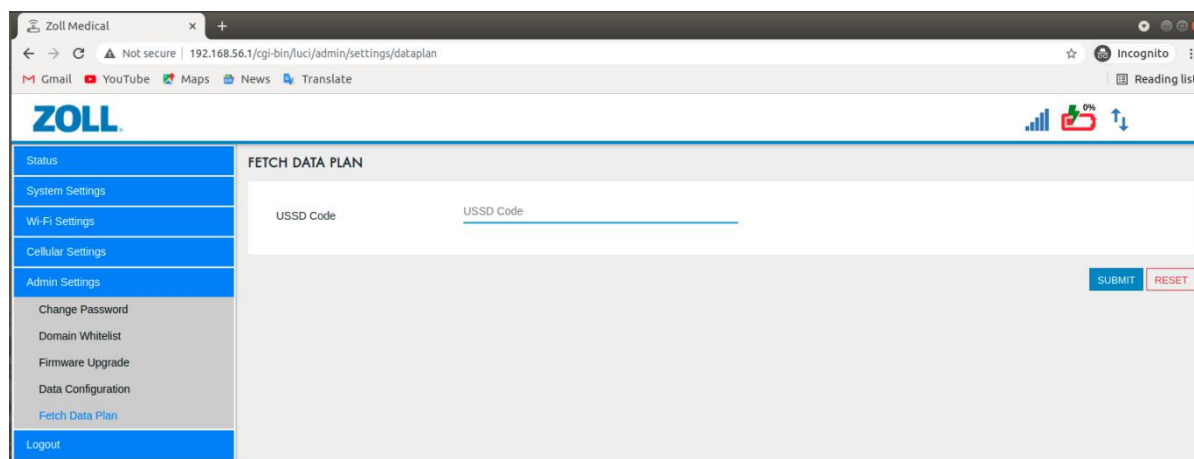 Zoll Medical
Not secure 192.168.56.1/cgi-bin/luci/admin/settings/dataplan
Incognito
Gmail YouTube Maps News Translate
Reading list
ZOLL.
0%
Status
FETCH DATA PLAN
System Settings
USSD Code USSD Code
Wi-Fi Settings
Cellular Settings
Admin Settings
SUBMIT RESET
Change Password
Domain Whitelist
Firmware Upgrade
Data Configuration
Fetch Data Plan
Logout